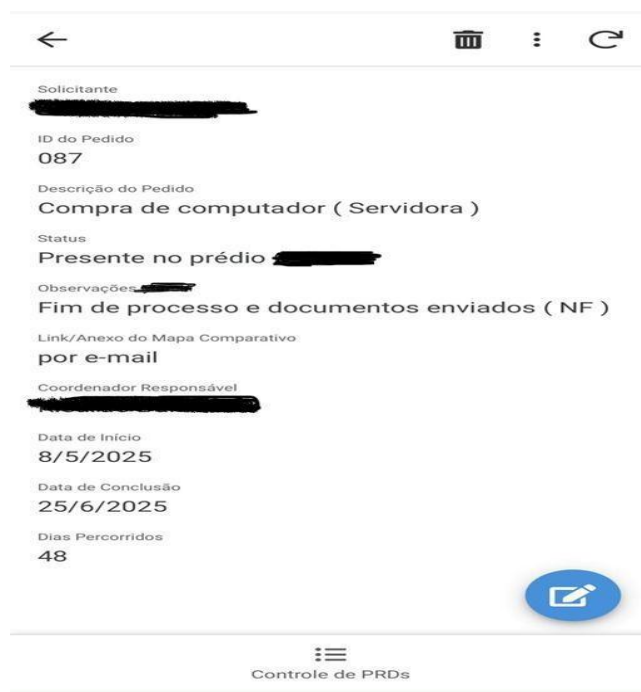 Solicitante
ID do Pedido
087
Descrição do Pedido
Compra de computador ( Servidora )
Status
Presente no prédio
Observações
Fim de processo e documentos enviados ( NF )
Link/Anexo do Mapa Comparativo
por e-mail
Coordenador Responsável
Data de Início
8/5/2025
Data de Conclusão
25/6/2025
Dias Percorridos
48
Controle de PRDs